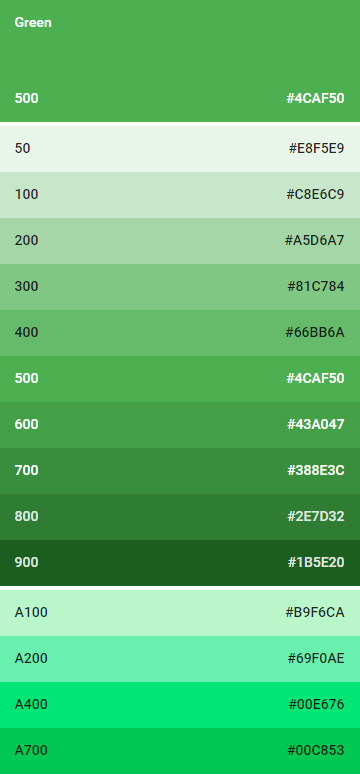 Green
500 #4CAF50
50 #E8F5E9
100 #C8E6C9
200 #A5D6A7
300 #81C784
400 #66BB6A
500 #4CAF50
600 #43A047
700 #388E3C
800 #2E7D32
900 #1B5E20
A100 #B9F6CA
A200 #69F0AE
A400 #00E676
A700 #00C853